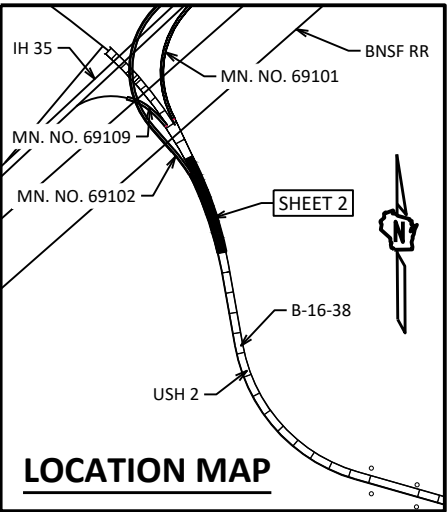 IH 35
BNSF RR
MN. NO. 69101
MN. NO. 69109
MN. NO. 69102
SHEET 2
N
B-16-38
USH 2
LOCATION MAP